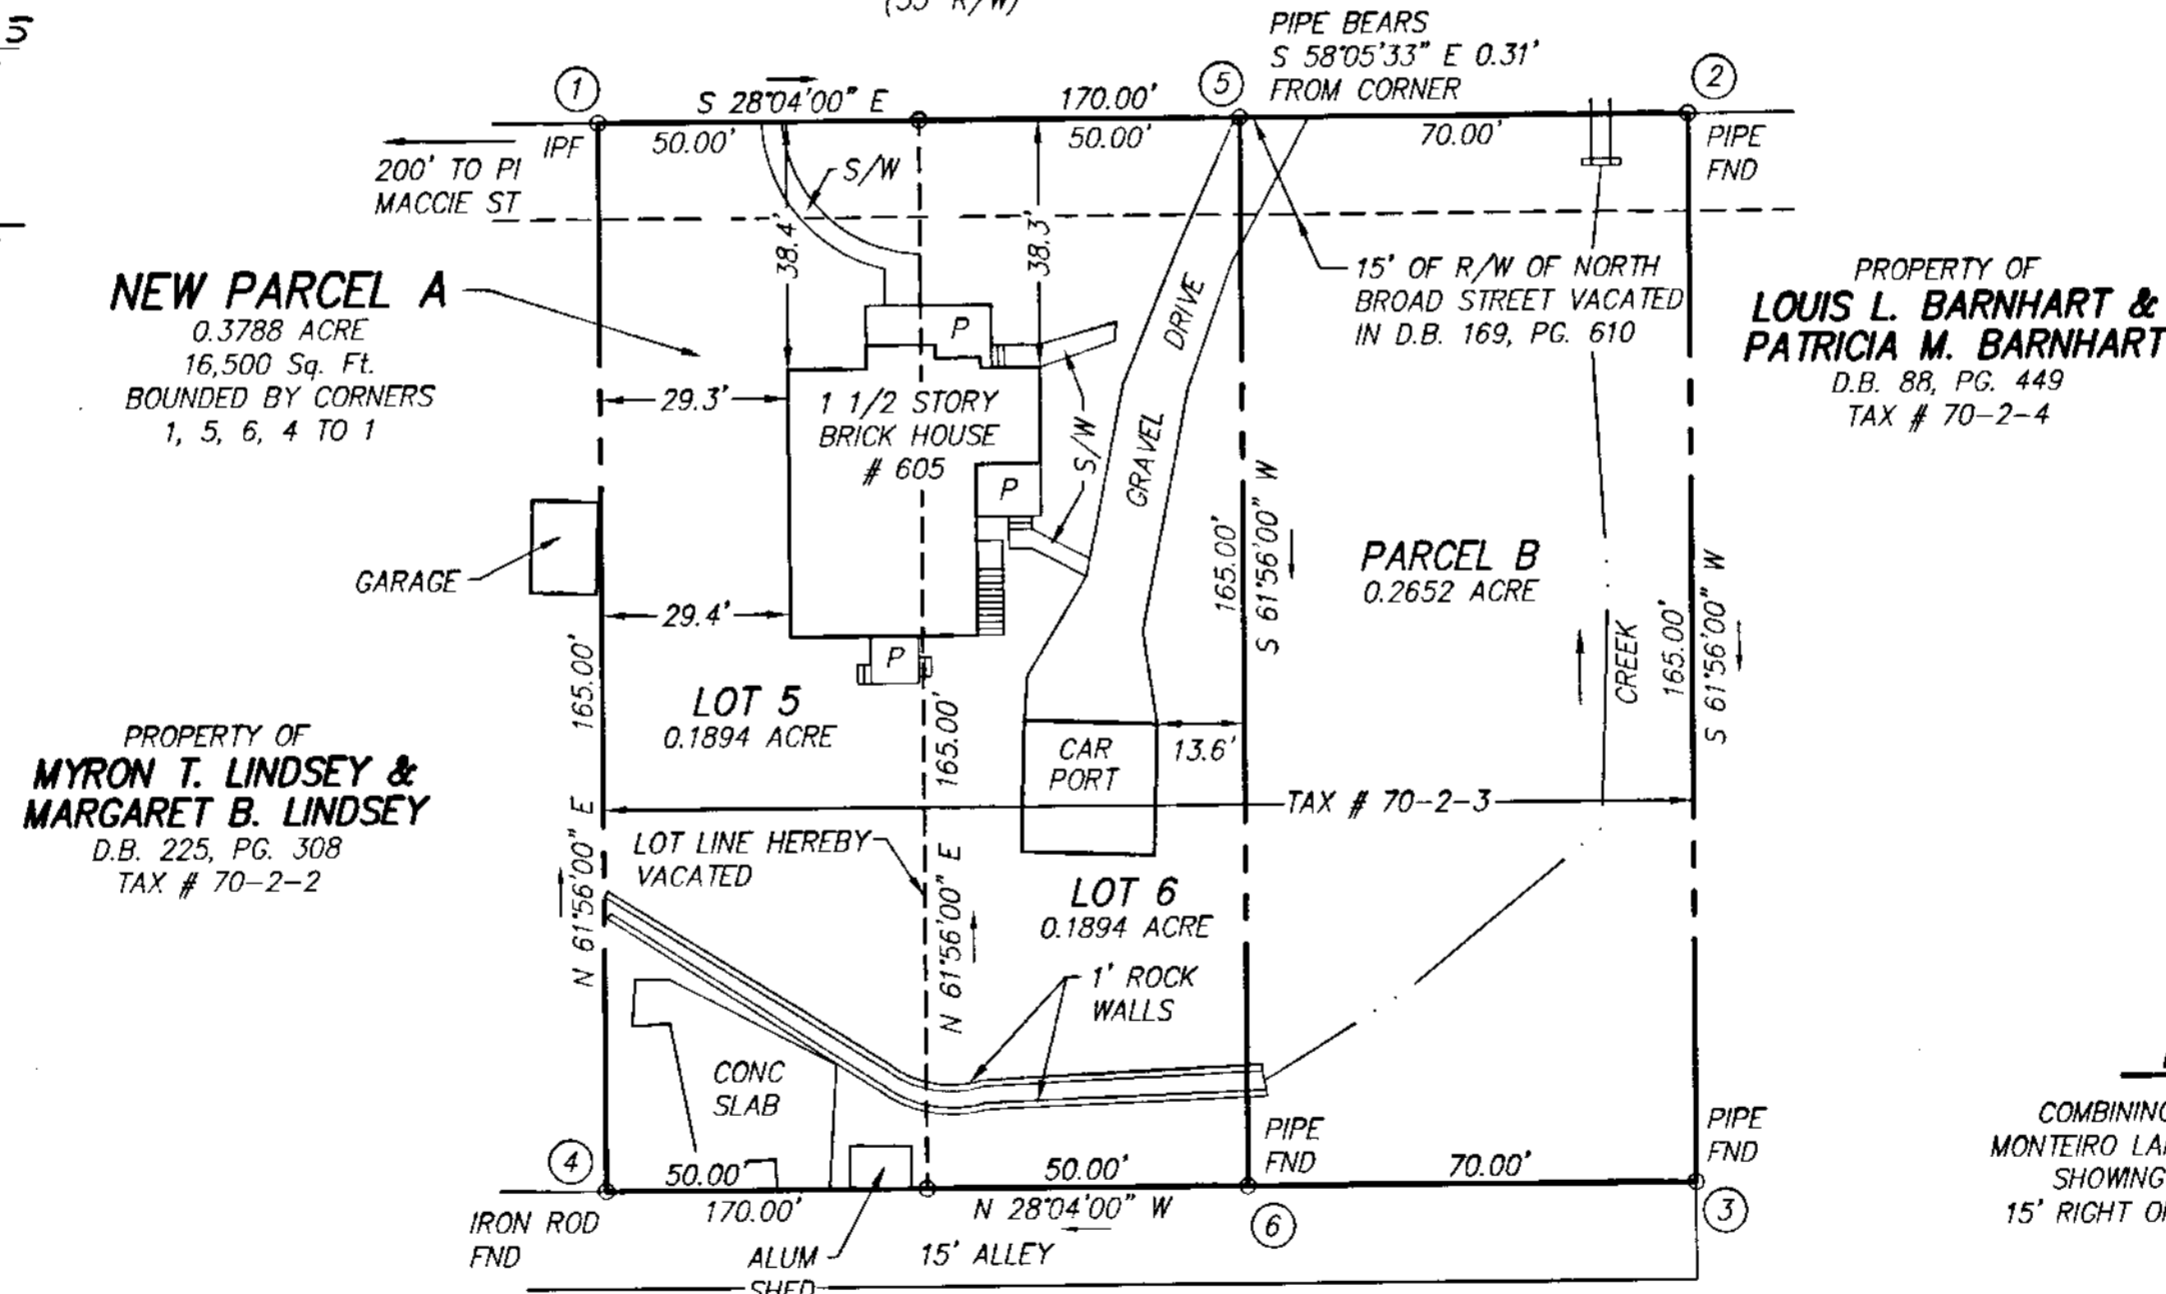 5
(55' R/W)
PIPE BEARS
S 58°05'33" E 0.31'
FROM CORNER
1
S 28°04'00" E
170.00'
5
2
IPF
50.00'
50.00'
70.00'
PIPE
FND
200' TO PI
MACCIE ST
S/W
38.4'
38.3'
NEW PARCEL A
0.3788 ACRE
16,500 Sq. Ft.
BOUNDED BY CORNERS
1, 5, 6, 4 TO 1
15' OF R/W OF NORTH
BROAD STREET VACATED
IN D.B. 169, PG. 610
PROPERTY OF
LOUIS L. BARNHART &
PATRICIA M. BARNHART
D.B. 88, PG. 449
TAX # 70-2-4
P
29.3'
1 1/2 STORY
BRICK HOUSE
# 605
P
S/W
GRAVEL DRIVE
165.00'
S 61°56'00" W
PARCEL B
0.2652 ACRE
GARAGE
29.4'
P
CREEK
165.00'
S 61°56'00" W
165.00'
N 61°56'00" E
LOT 5
0.1894 ACRE
165.00'
N 61°56'00" E
CAR
PORT
13.6'
TAX # 70-2-3
PROPERTY OF
MYRON T. LINDSEY &
MARGARET B. LINDSEY
D.B. 225, PG. 308
TAX # 70-2-2
LOT LINE HEREBY
VACATED
LOT 6
0.1894 ACRE
1' ROCK
WALLS
CONC
SLAB
PIPE
FND
PIPE
FND
COMBINING
MONTEIRO LA
SHOWING
15' RIGHT O
4
50.00'
50.00'
70.00'
170.00'
N 28°04'00" W
6
3
IRON ROD
FND
ALUM
SHED
15' ALLEY